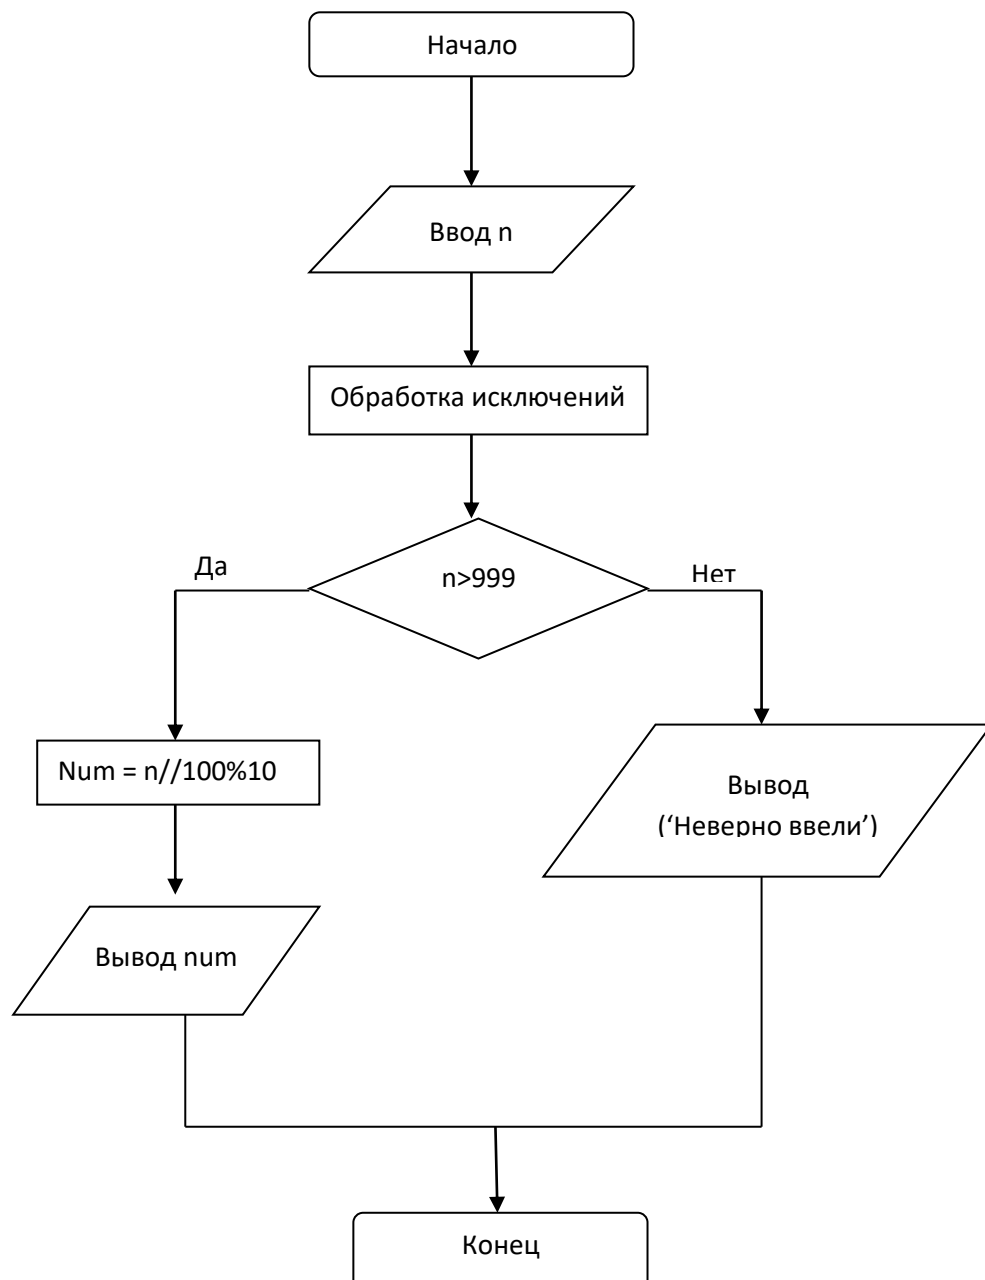 Начало
Ввод n
Обработка исключений
n>999
Да
Нет
Num = n//100%10
Вывод
(‘Неверно ввели’)
Вывод num
Конец